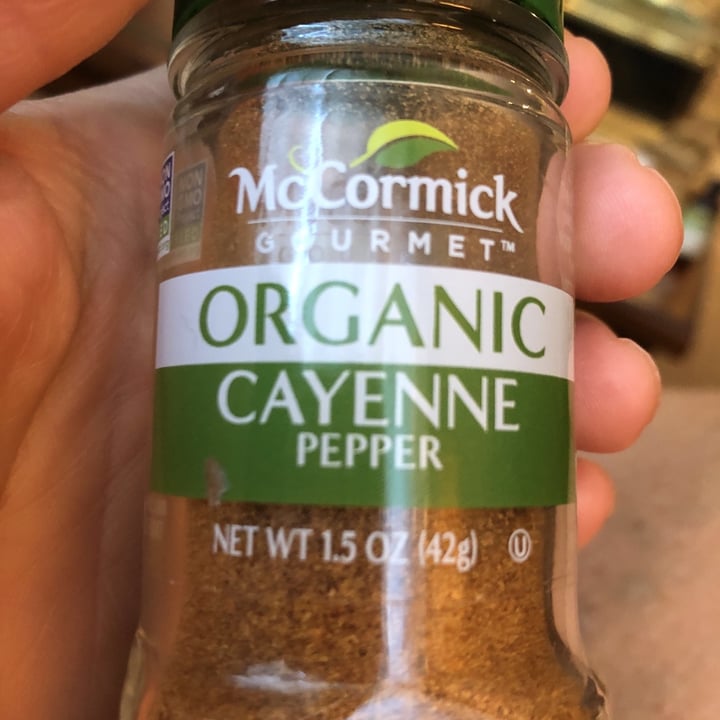 McCormick
GOURMET™
ORGANIC
CAYENNE
PEPPER
NET WT 1.5 OZ (42g) Ⓤ